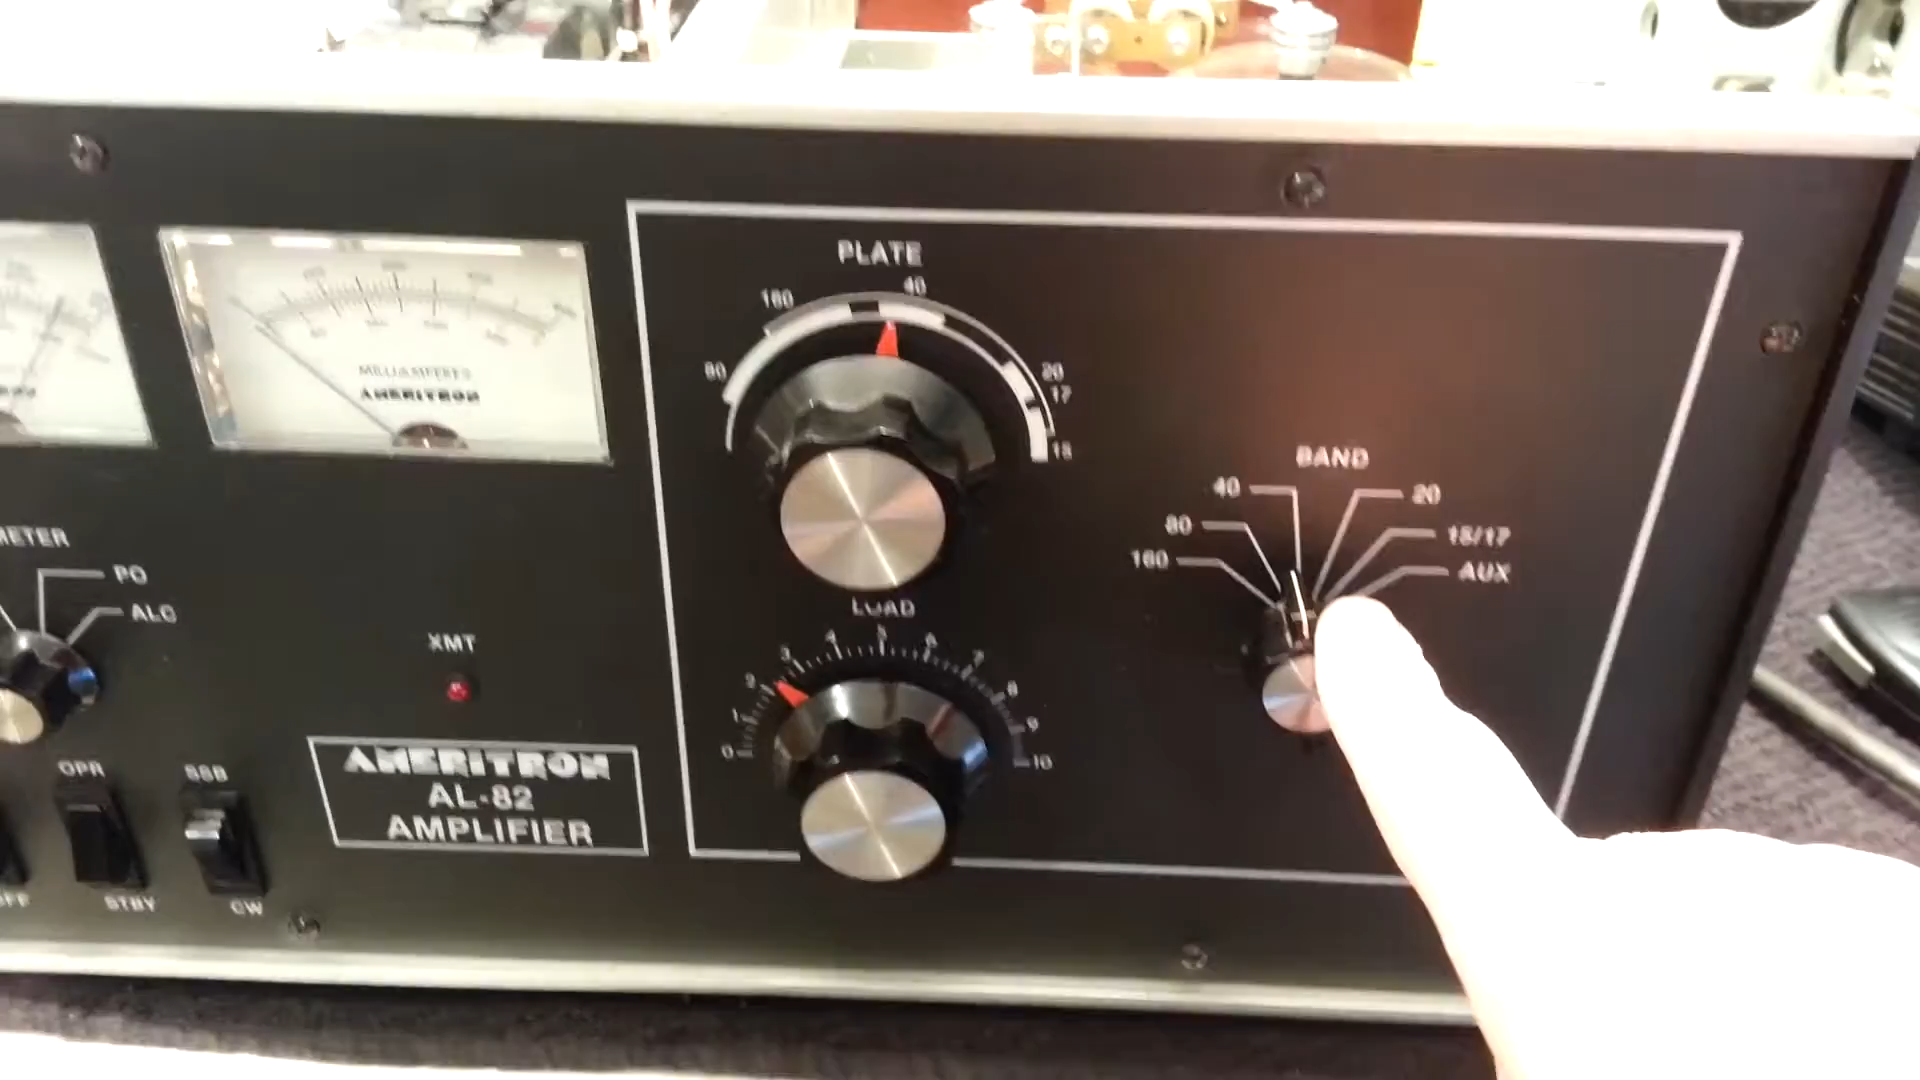 PLATE
160
40
80
20
17
15
MILLIAMPERES
AMERITRON
BAND
40
20
80
15/17
160
AUX
METER
PO
ALC
XMT
LOAD
0
1
2
3
4
5
6
7
8
9
10
OPR
SSB
AMERITRON
AL-82
AMPLIFIER
STBY
CW